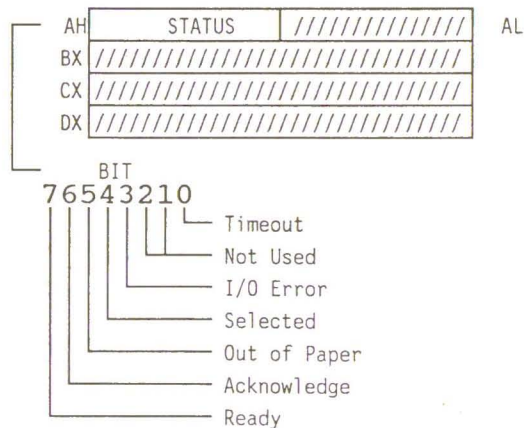 AH STATUS /////////////// AL
BX ////////////////////////////////
CX ////////////////////////////////
DX ////////////////////////////////
BIT
76543210
Timeout
Not Used
I/O Error
Selected
Out of Paper
Acknowledge
Ready